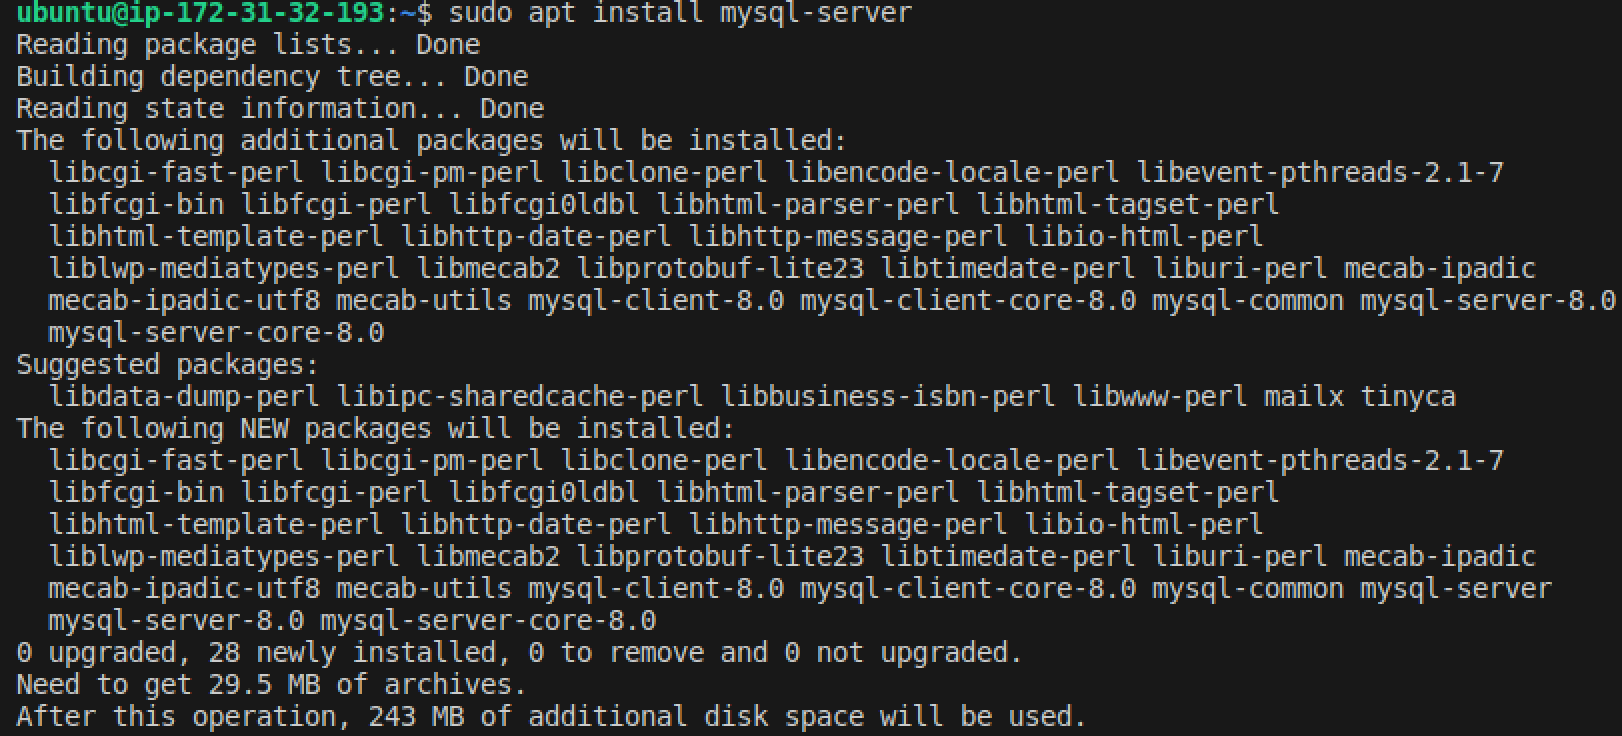 ubuntu@ip-172-31-32-193:~$ sudo apt install mysql-server
Reading package lists... Done
Building dependency tree... Done
Reading state information... Done
The following additional packages will be installed:
  libcgi-fast-perl libcgi-pm-perl libclone-perl libencode-locale-perl libevent-pthreads-2.1-7
  libfcgi-bin libfcgi-perl libfcgi0ldbl libhtml-parser-perl libhtml-tagset-perl
  libhtml-template-perl libhttp-date-perl libhttp-message-perl libio-html-perl
  liblwp-mediatypes-perl libmecab2 libprotobuf-lite23 libtimedate-perl liburi-perl mecab-ipadic
  mecab-ipadic-utf8 mecab-utils mysql-client-8.0 mysql-client-core-8.0 mysql-common mysql-server-8.0
  mysql-server-core-8.0
Suggested packages:
  libdata-dump-perl libipc-sharedcache-perl libbusiness-isbn-perl libwww-perl mailx tinyca
The following NEW packages will be installed:
  libcgi-fast-perl libcgi-pm-perl libclone-perl libencode-locale-perl libevent-pthreads-2.1-7
  libfcgi-bin libfcgi-perl libfcgi0ldbl libhtml-parser-perl libhtml-tagset-perl
  libhtml-template-perl libhttp-date-perl libhttp-message-perl libio-html-perl
  liblwp-mediatypes-perl libmecab2 libprotobuf-lite23 libtimedate-perl liburi-perl mecab-ipadic
  mecab-ipadic-utf8 mecab-utils mysql-client-8.0 mysql-client-core-8.0 mysql-common mysql-server
  mysql-server-8.0 mysql-server-core-8.0
0 upgraded, 28 newly installed, 0 to remove and 0 not upgraded.
Need to get 29.5 MB of archives.
After this operation, 243 MB of additional disk space will be used.